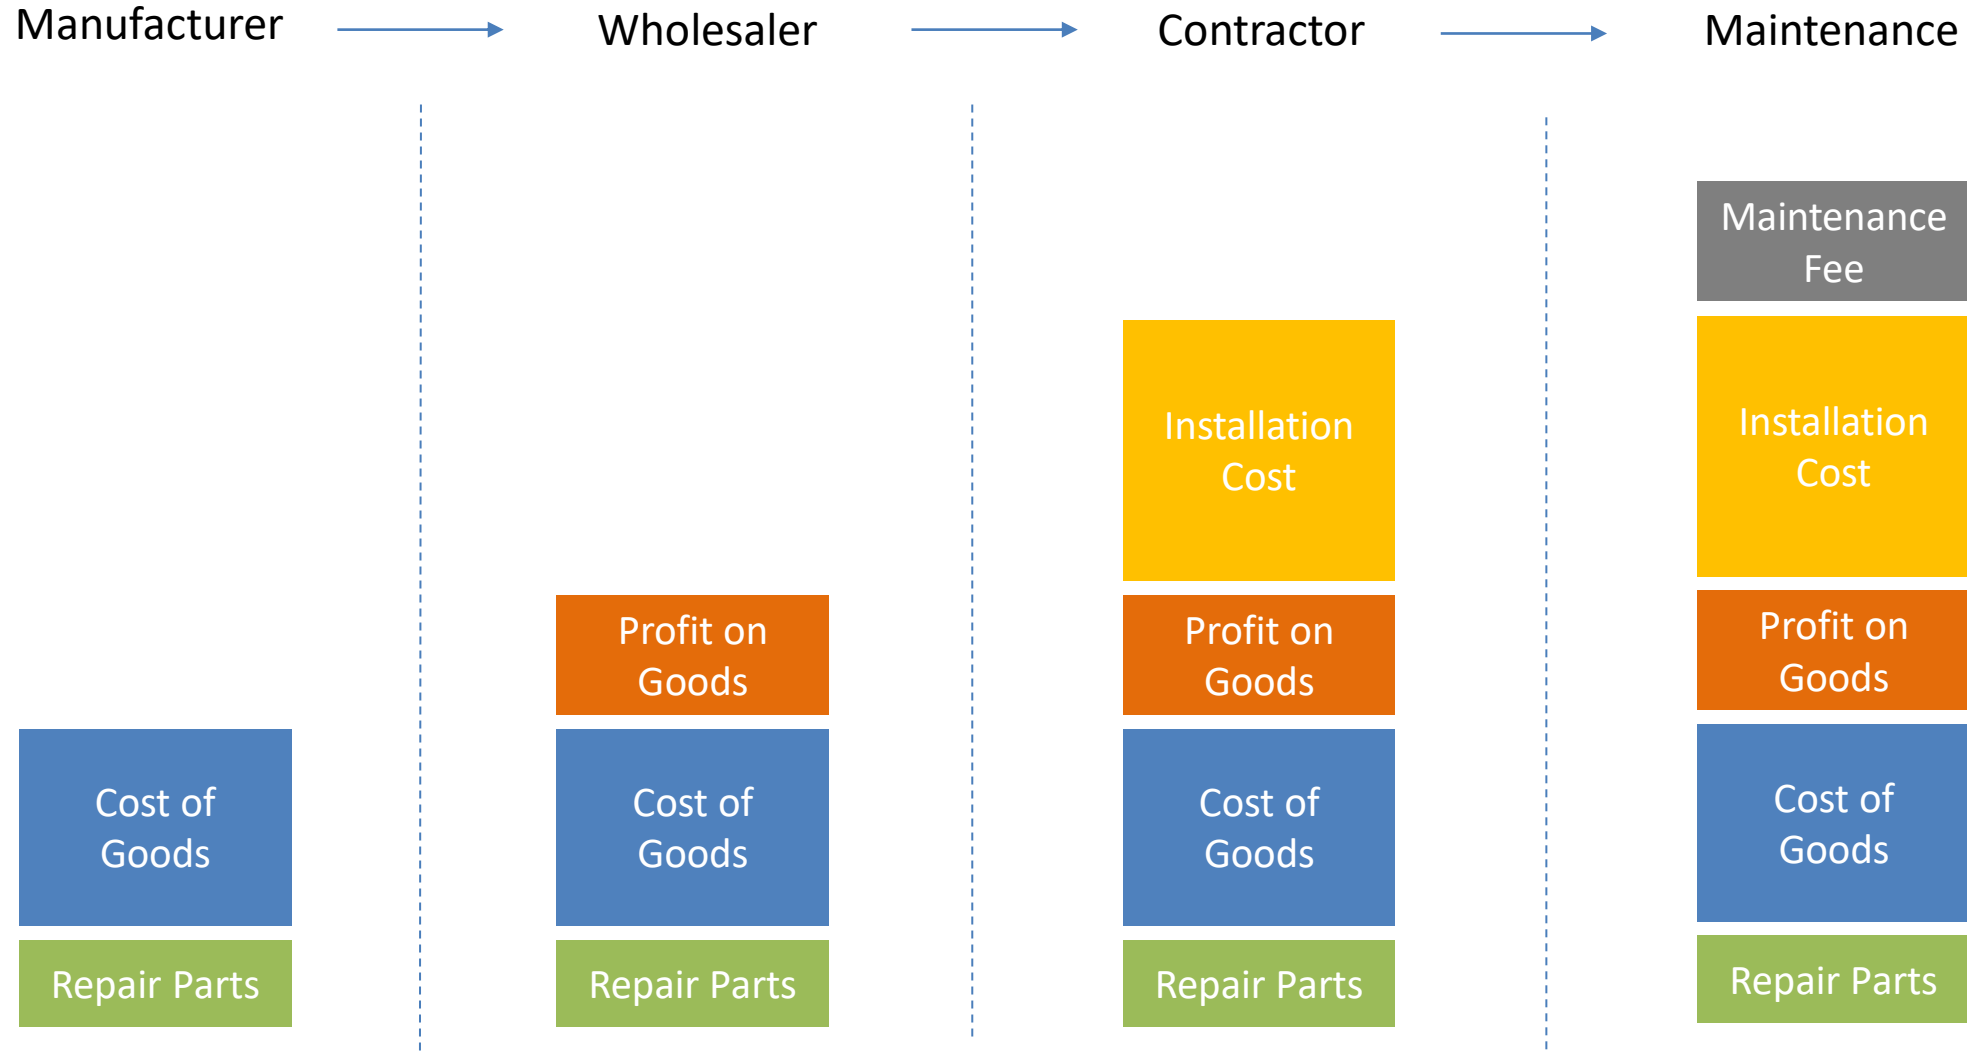 Manufacturer
Wholesaler
Contractor
Maintenance
Maintenance
Fee
Installation
Cost
Installation
Cost
Profit on
Goods
Profit on
Goods
Profit on
Goods
Cost of
Goods
Cost of
Goods
Cost of
Goods
Cost of
Goods
Repair Parts
Repair Parts
Repair Parts
Repair Parts